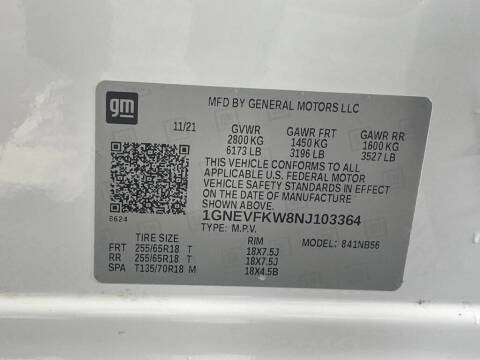 gm
MFD BY GENERAL MOTORS LLC
11/21 GVWR GAWR FRT GAWR RR
2800 KG 1450 KG 1600 KG
6173 LB 3196 LB 3527 LB
THIS VEHICLE CONFORMS TO ALL
APPLICABLE U.S. FEDERAL MOTOR
VEHICLE SAFETY STANDARDS IN EFFECT
ON THE DATE OF MANUFACTURE
8624 1GNEVFKW8NJ103364
TYPE: M.P.V. MODEL: 841NB56
TIRE SIZE RIM
FRT 255/65R18 T 18X7.5J
RR 255/65R18 T 18X7.5J
SPA T135/70R18 M 18X4.5B